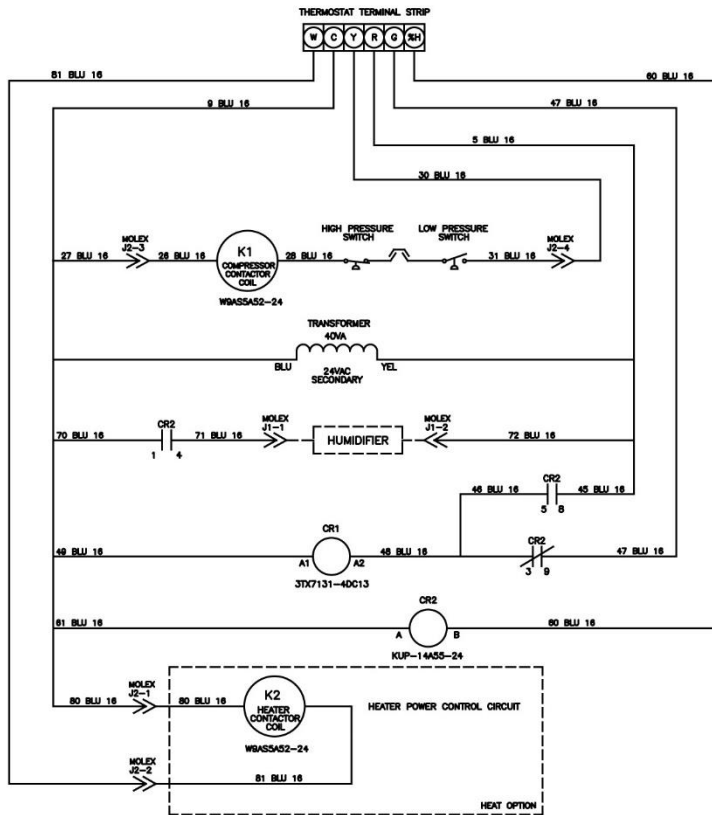 THERMOSTAT TERMINAL STRIP
W C Y R G %H
81 BLU 16
60 BLU 16
9 BLU 16
47 BLU 16
5 BLU 16
30 BLU 16
HIGH PRESSURE
SWITCH
LOW PRESSURE
SWITCH
MOLEX
J2-3
MOLEX
J2-4
27 BLU 16
26 BLU 16
K1
COMPRESSOR
CONTACTOR
COIL
28 BLU 16
31 BLU 16
W9AS5A52-24
TRANSFORMER
40VA
BLU
YEL
24VAC
SECONDARY
MOLEX
J1-1
MOLEX
J1-2
70 BLU 16
CR2
1 4
71 BLU 16
HUMIDIFIER
72 BLU 16
46 BLU 16
CR2
5 8
45 BLU 16
49 BLU 16
CR1
A1 A2
3TX7131-4DC13
48 BLU 16
CR2
3 9
47 BLU 16
61 BLU 16
CR2
A B
KUP-14A55-24
60 BLU 16
MOLEX
J2-1
80 BLU 16
80 BLU 16
K2
HEATER
CONTACTOR
COIL
W9AS5A52-24
HEATER POWER CONTROL CIRCUIT
MOLEX
J2-2
81 BLU 16
HEAT OPTION